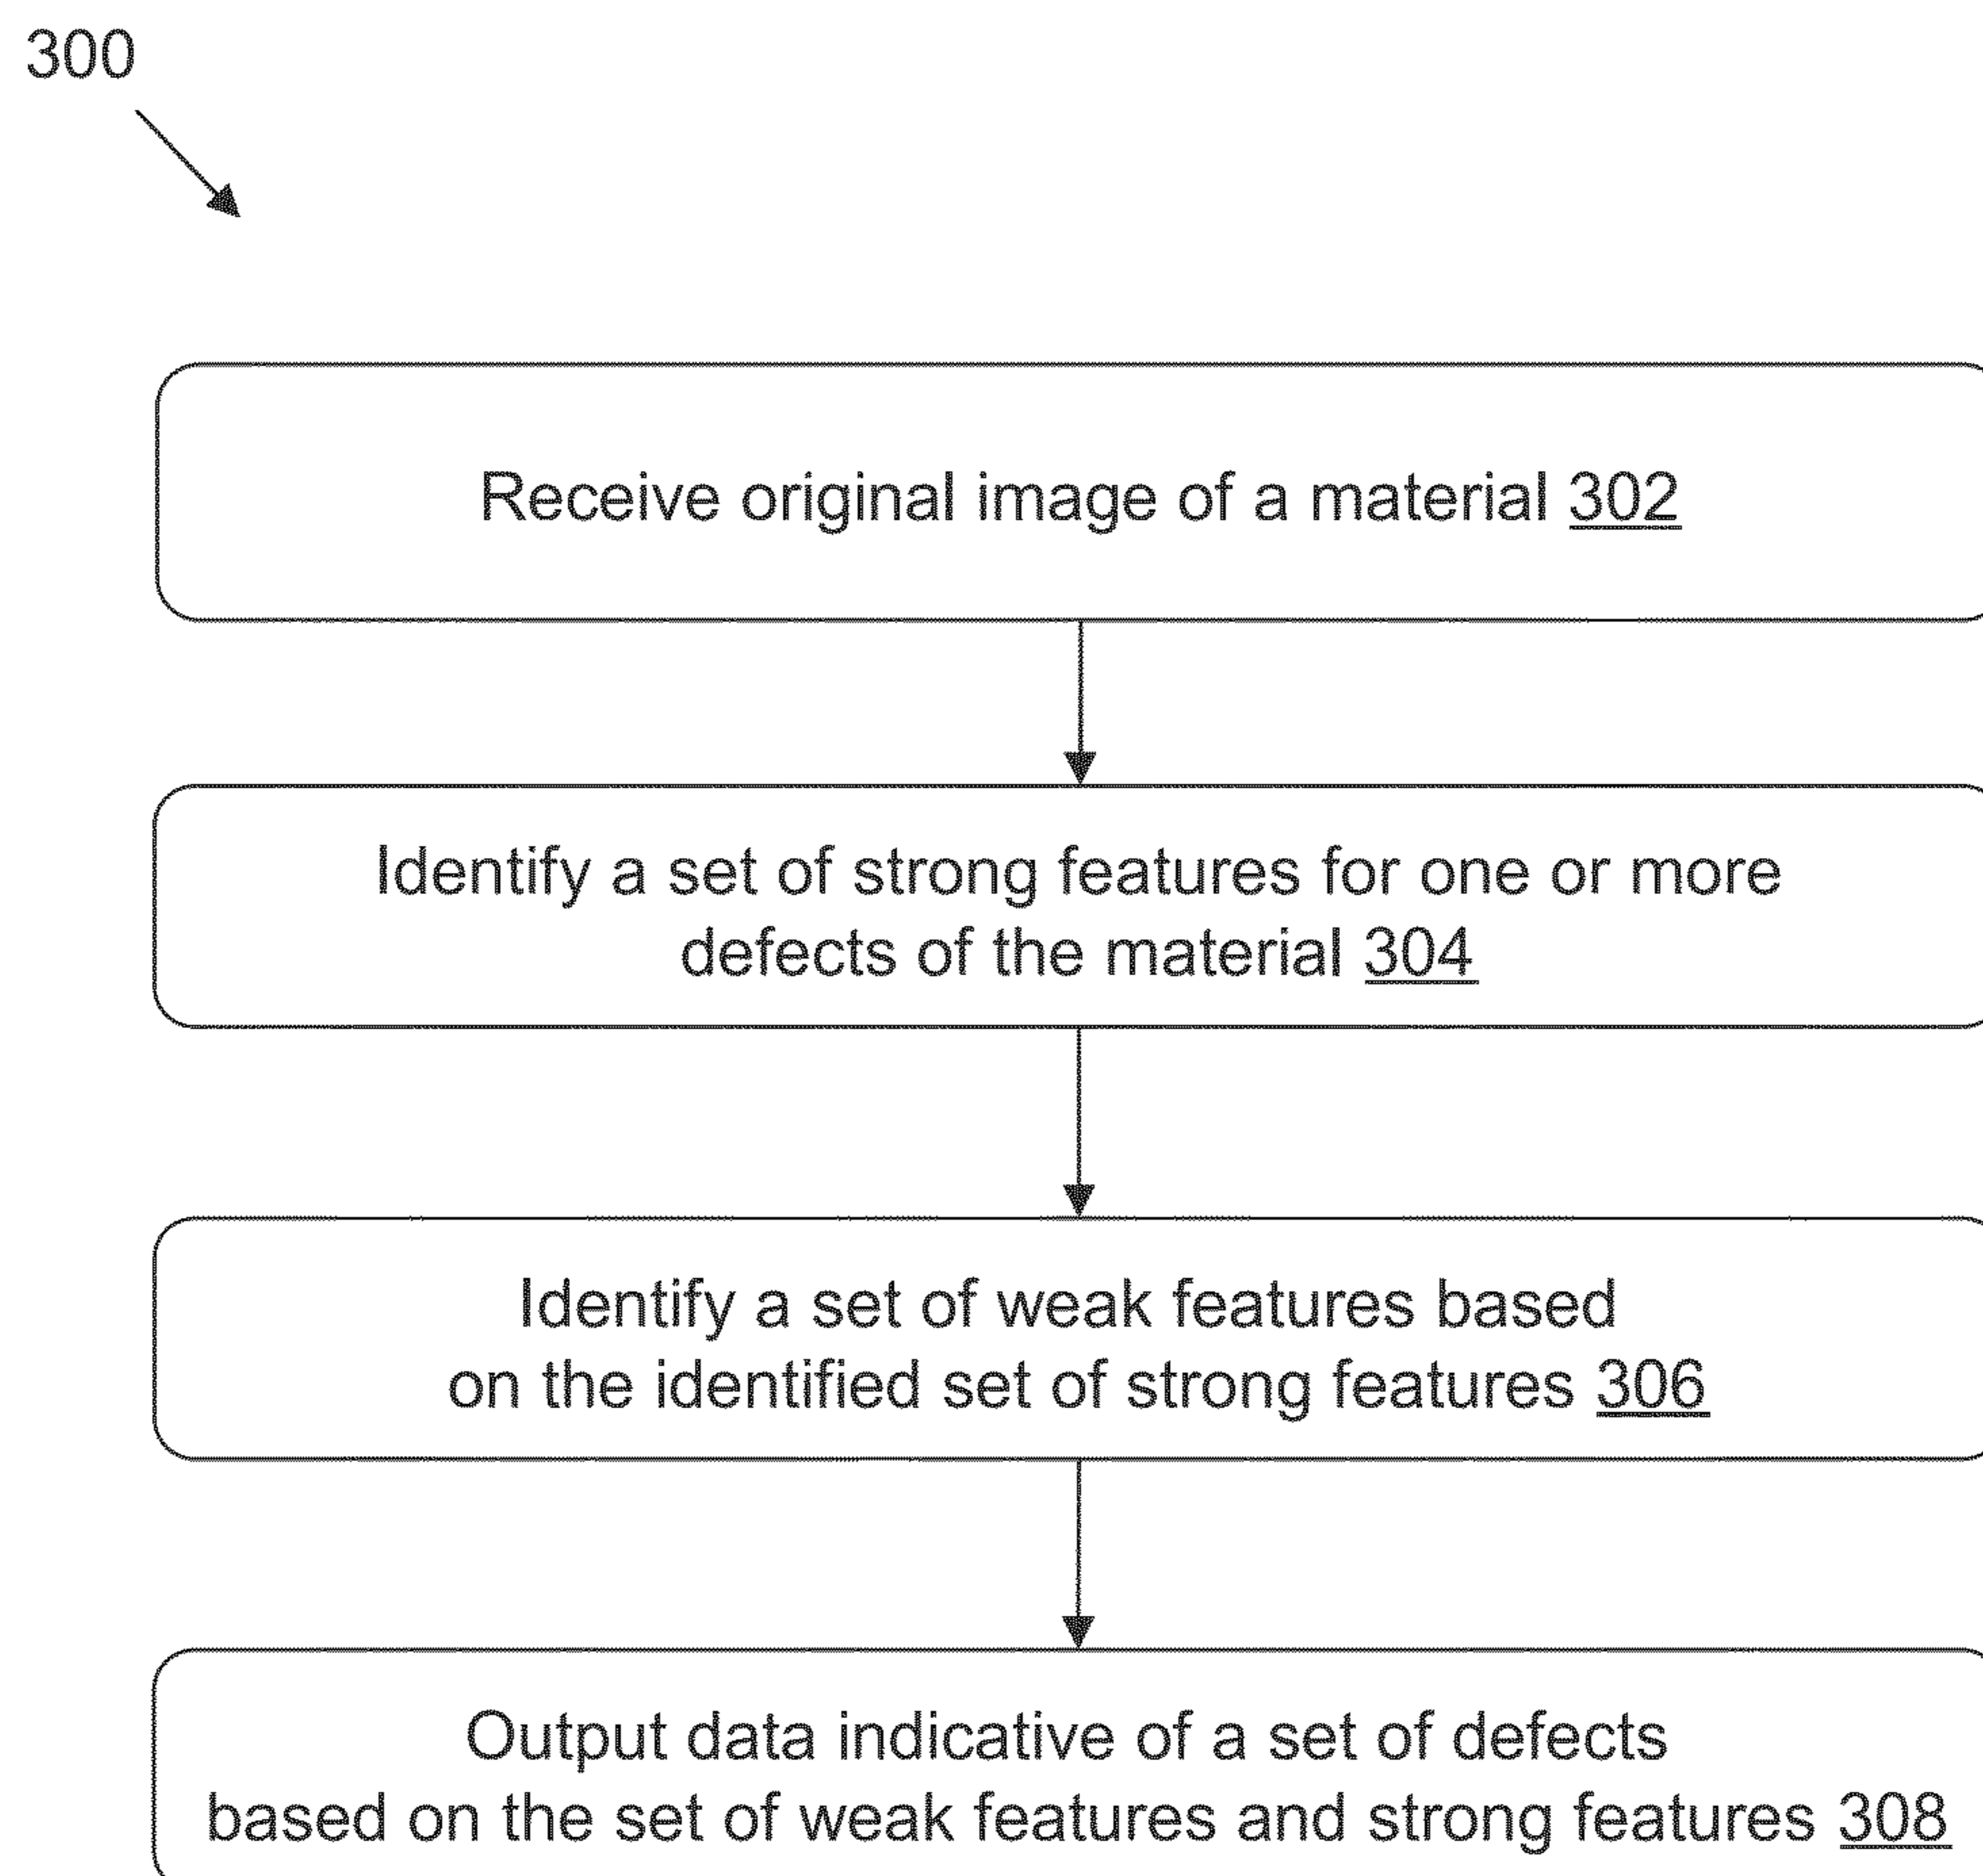 300
Receive original image of a material 302
Identify a set of strong features for one or more
defects of the material 304
Identify a set of weak features based
on the identified set of strong features 306
Output data indicative of a set of defects
based on the set of weak features and strong features 308